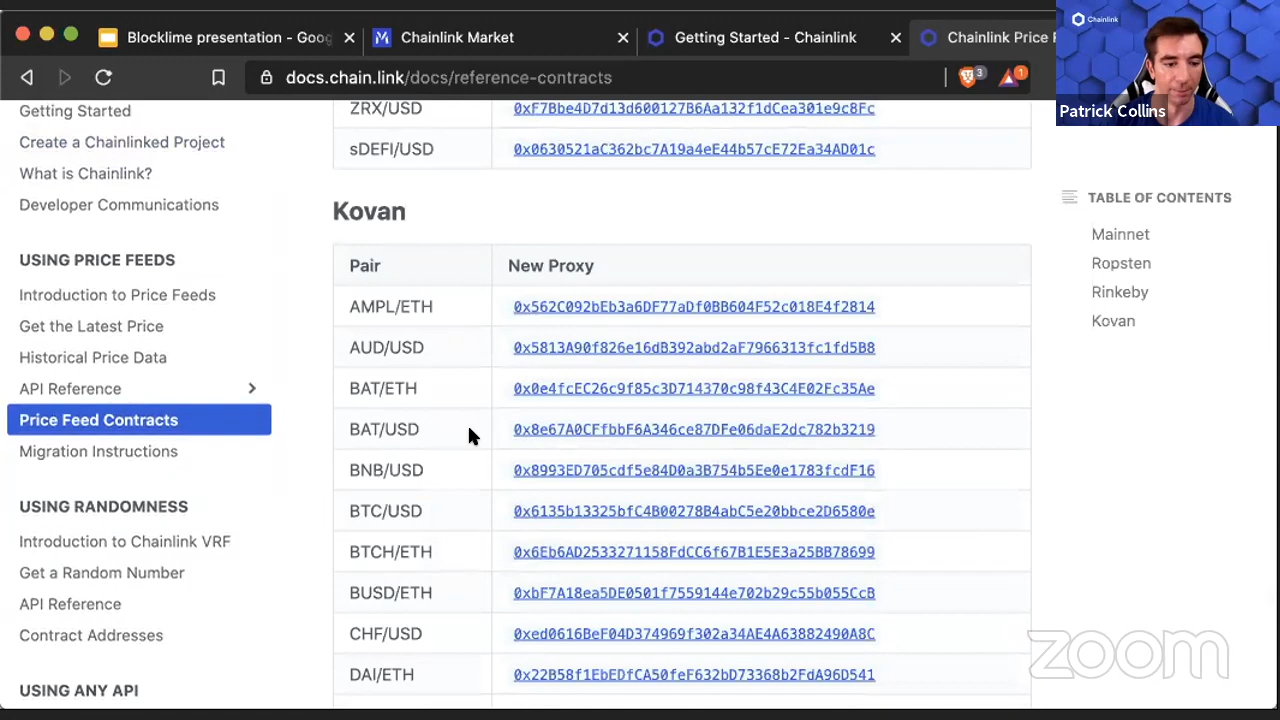 Blocklime presentation - Goog
Chainlink Market
Getting Started - Chainlink
Chainlink Price F
docs.chain.link/docs/reference-contracts
3
1
Chainlink
Patrick Collins
Getting Started
Create a Chainlinked Project
What is Chainlink?
Developer Communications
USING PRICE FEEDS
Introduction to Price Feeds
Get the Latest Price
Historical Price Data
API Reference
Price Feed Contracts
Migration Instructions
USING RANDOMNESS
Introduction to Chainlink VRF
Get a Random Number
API Reference
Contract Addresses
USING ANY API
ZRX/USD 0xF7Bbe4D7d13d600127B6Aa132f1dCea301e9c8Fc
sDEFI/USD 0x0630521aC362bc7A19a4eE44b57cE72Ea34AD01c
Kovan
Pair New Proxy
AMPL/ETH 0x562C092bEb3a6DF77aDf0BB604F52c018E4f2814
AUD/USD 0x5813A90f826e16dB392abd2aF7966313fc1fd5B8
BAT/ETH 0x0e4fcEC26c9f85c3D714370c98f43C4E02Fc35Ae
BAT/USD 0x8e67A0CFfbbF6A346ce87DFe06daE2dc782b3219
BNB/USD 0x8993ED705cdf5e84D0a3B754b5Ee0e1783fcdF16
BTC/USD 0x6135b13325bfC4B00278B4abC5e20bbce2D6580e
BTCH/ETH 0x6Eb6AD2533271158FdCC6f67B1E5E3a25BB78699
BUSD/ETH 0xbF7A18ea5DE0501f7559144e702b29c55b055CcB
CHF/USD 0xed0616BeF04D374969f302a34AE4A63882490A8C
DAI/ETH 0x22B58f1EbEDfCA50feF632bD73368b2FdA96D541
TABLE OF CONTENTS
Mainnet
Ropsten
Rinkeby
Kovan
zoom